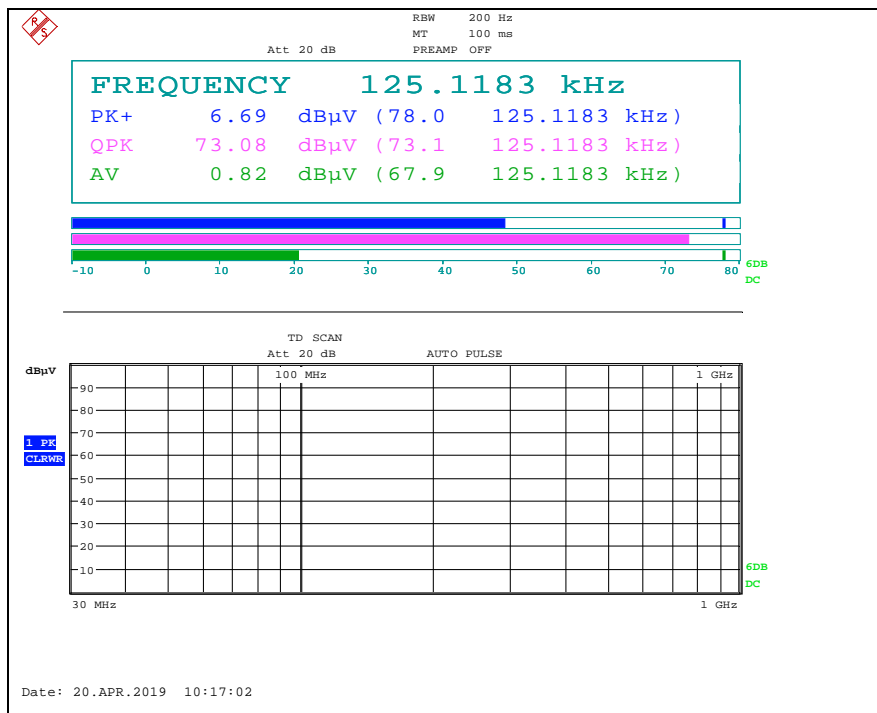 R S
RBW 200 Hz
MT 100 ms
Att 20 dB PREAMP OFF
FREQUENCY 125.1183 kHz
PK+ 6.69 dBµV (78.0 125.1183 kHz)
QPK 73.08 dBµV (73.1 125.1183 kHz)
AV 0.82 dBµV (67.9 125.1183 kHz)
-10 0 10 20 30 40 50 60 70 80
6DB
DC
TD SCAN
Att 20 dB AUTO PULSE
dBµV
100 MHz 1 GHz
90
80
70
1 PK
CLRWR
60
50
40
30
20
10
6DB
DC
30 MHz 1 GHz
Date: 20.APR.2019 10:17:02